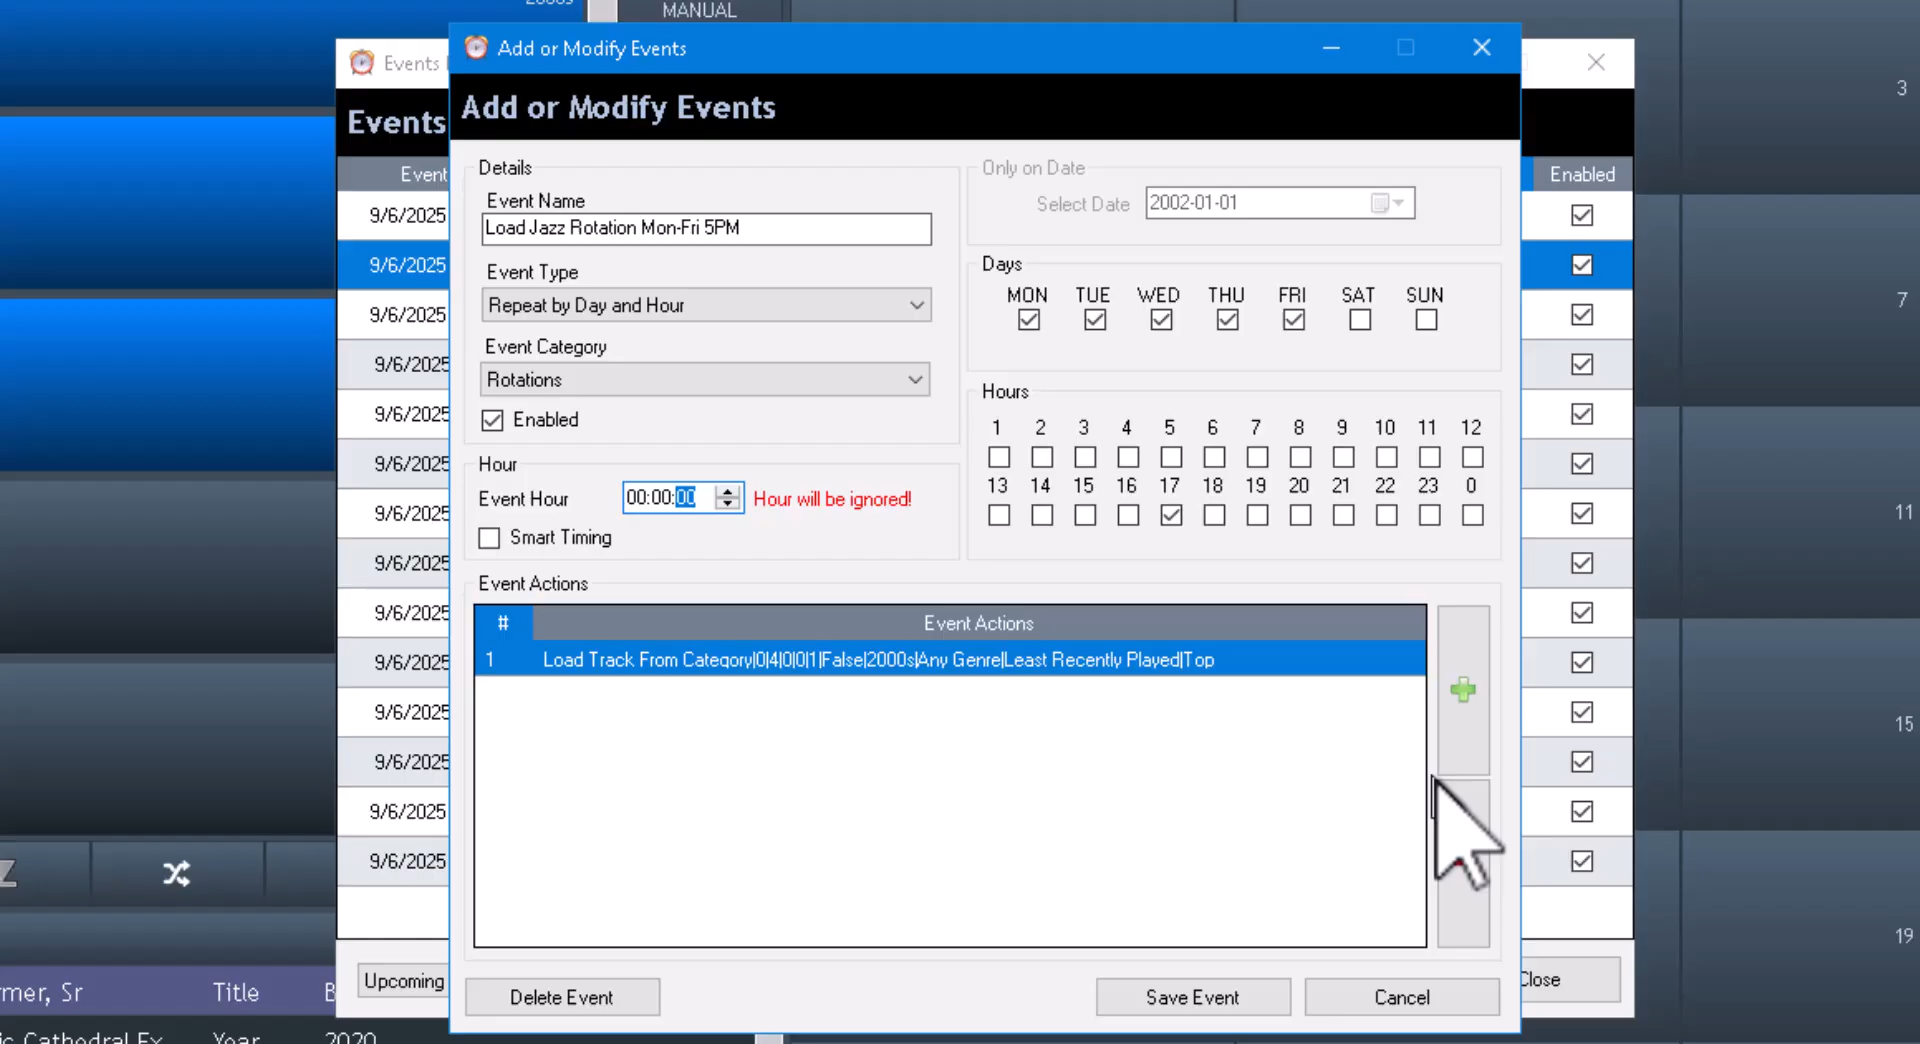 MANUAL
Add or Modify Events
Events
Add or Modify Events
Events
Event
Enabled
9/6/2025
9/6/2025
9/6/2025
9/6/2025
9/6/2025
9/6/2025
9/6/2025
9/6/2025
9/6/2025
9/6/2025
9/6/2025
9/6/2025
9/6/2025
9/6/2025
Details
Event Name
Load Jazz Rotation Mon-Fri 5PM
Event Type
Repeat by Day and Hour
Event Category
Rotations
Enabled
Hour
Event Hour
00:00:00
Hour will be ignored!
Smart Timing
Only on Date
Select Date
2002-01-01
Days
MON TUE WED THU FRI SAT SUN
Hours
1 2 3 4 5 6 7 8 9 10 11 12
13 14 15 16 17 18 19 20 21 22 23 0
Event Actions
# Event Actions
1 Load Track From Category|0|4|0|0|1|False|2000s|Any Genre|Least Recently Played|Top
Delete Event
Save Event
Cancel
Upcoming
Close
3
7
11
15
19
rmer, Sr Title B
ic Cathedral Ex Year 2020